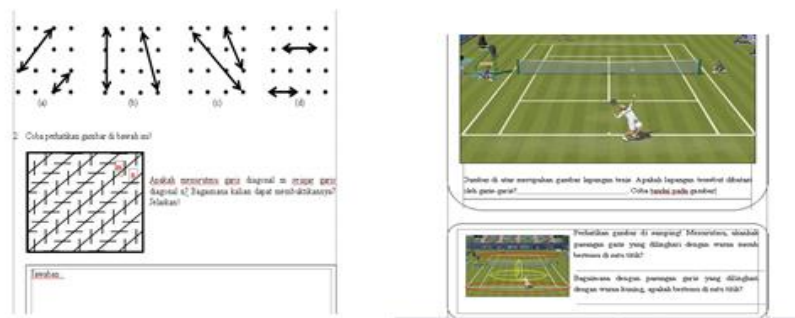 (a) (b) (c) (d)
2. Coba perhatikan gambar di bawah ini!
m
n
Apakah menurutmu garis diagonal m sejajar garis
diagonal n? Bagaimana kalian dapat membuktikannya?
Jelaskan!
Jawaban
Gambar di atas merupakan gambar lapangan tenis. Apakah lapangan tersebut dibatasi
oleh garis-garis? Coba tandai pada gambar!
Perhatikan gambar di samping! Menurutmu, akankah
pasangan garis yang dilingkari dengan warna merah
bertemu di satu titik?
Bagaimana dengan pasangan garis yang dilingkari
dengan warna kuning, apakah bertemu di satu titik?